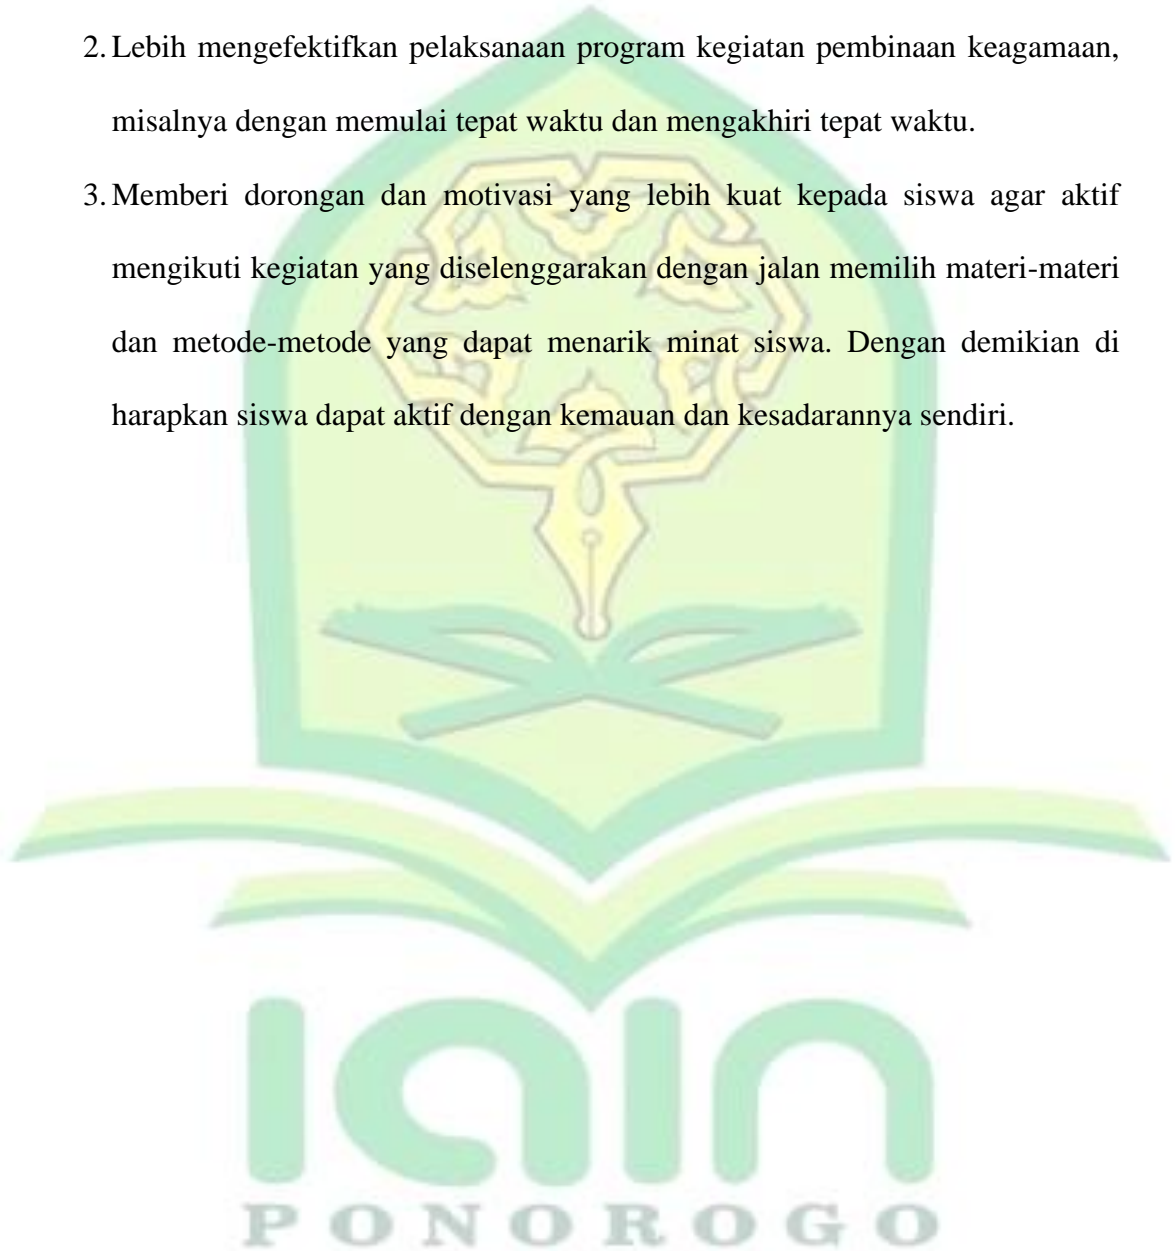 2. Lebih mengefektifkan pelaksanaan program kegiatan pembinaan keagamaan,
misalnya dengan memulai tepat waktu dan mengakhiri tepat waktu.
3. Memberi dorongan dan motivasi yang lebih kuat kepada siswa agar aktif
mengikuti kegiatan yang diselenggarakan dengan jalan memilih materi-materi
dan metode-metode yang dapat menarik minat siswa. Dengan demikian di
harapkan siswa dapat aktif dengan kemauan dan kesadarannya sendiri.
IAIN
PONOROGO